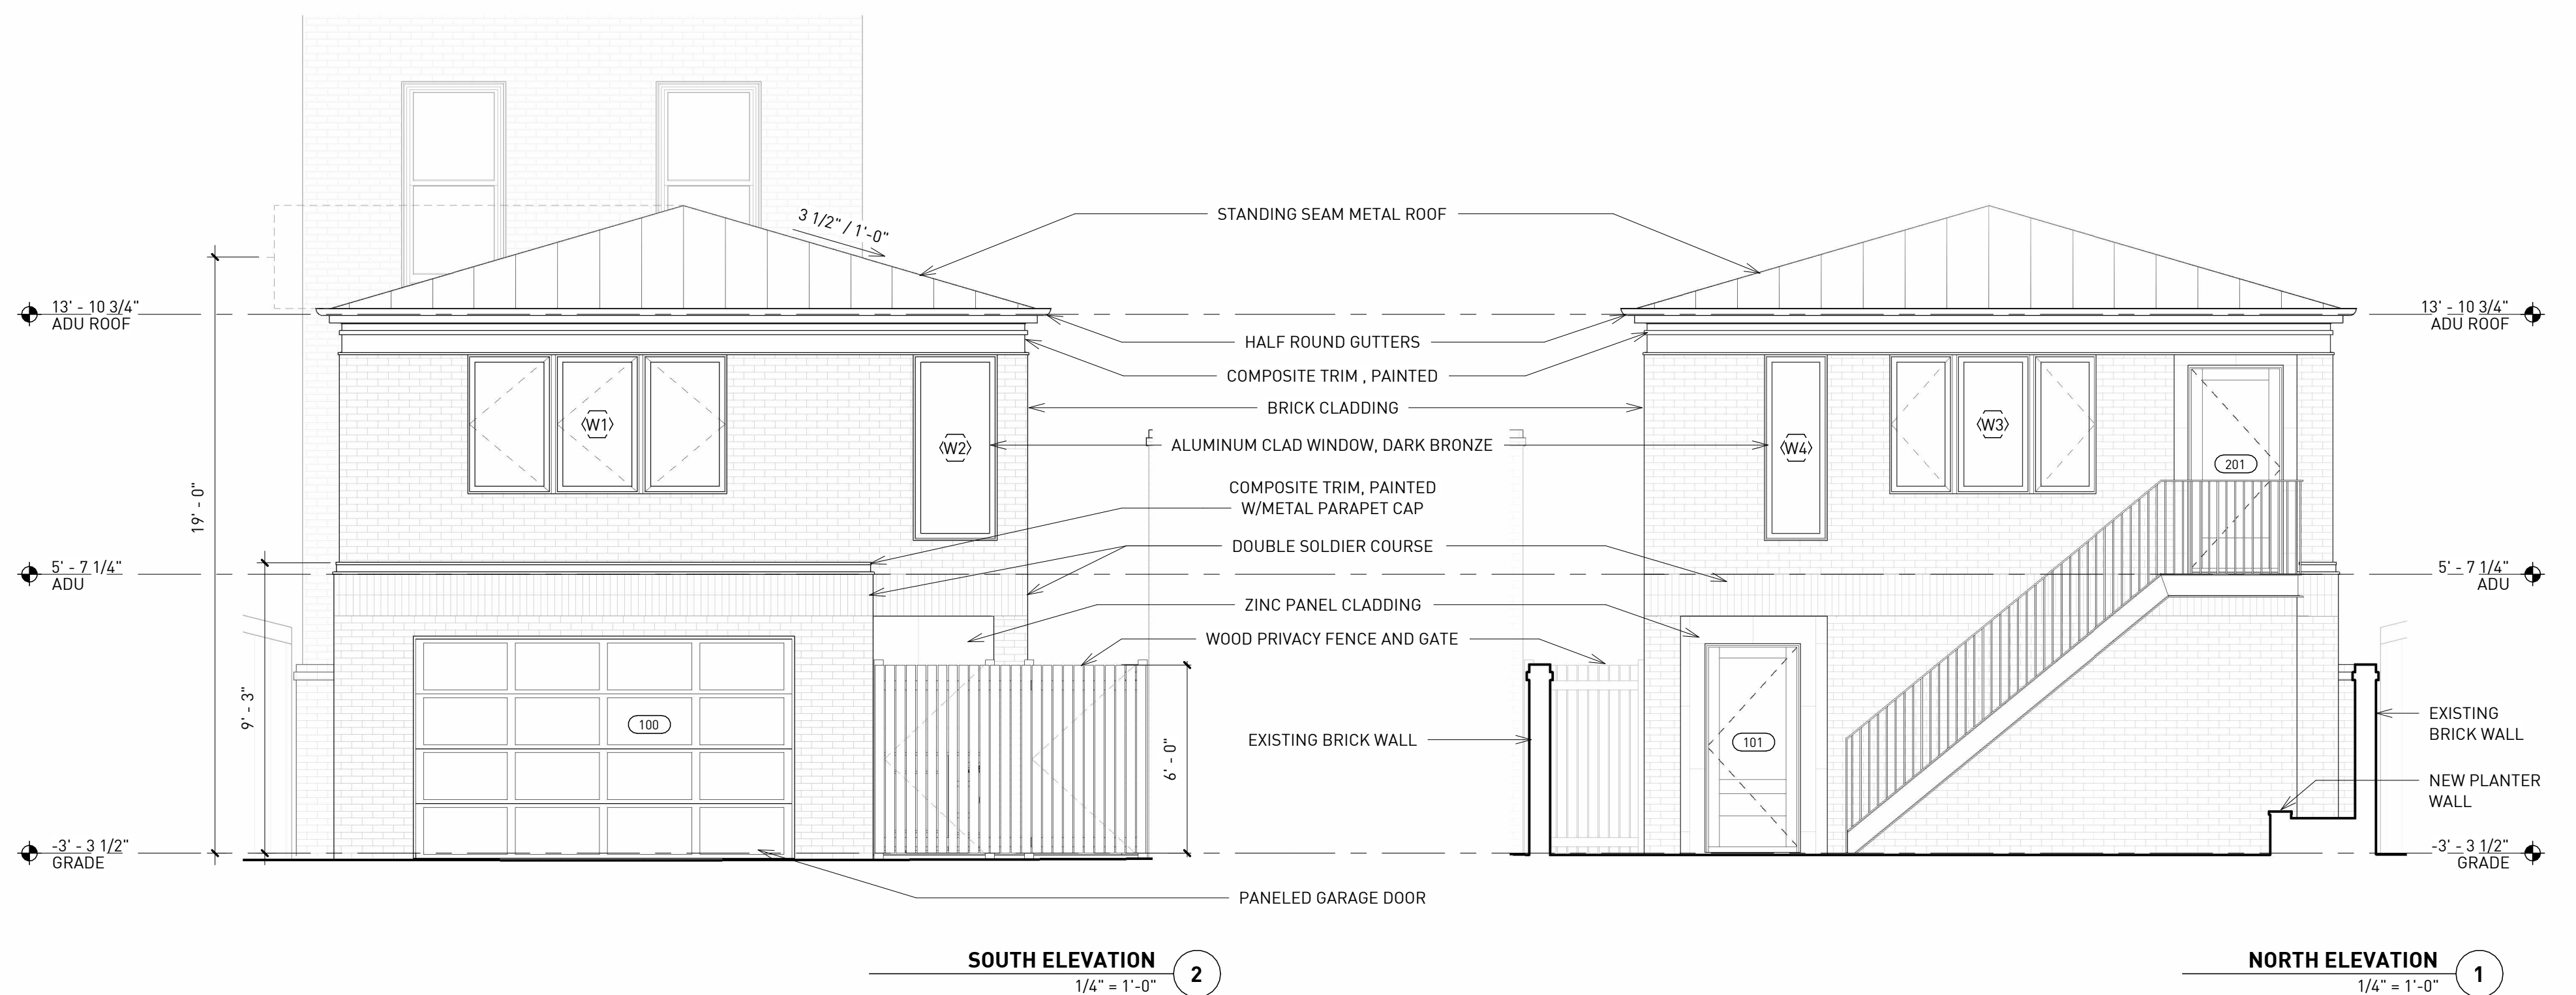 3 1/2" / 1'-0"
19' - 0"
9' - 3"
6' - 0"
13' - 10 3/4"
ADU ROOF
5' - 7 1/4"
ADU
-3' - 3 1/2"
GRADE
W1
W2
100
STANDING SEAM METAL ROOF
HALF ROUND GUTTERS
COMPOSITE TRIM , PAINTED
BRICK CLADDING
ALUMINUM CLAD WINDOW, DARK BRONZE
COMPOSITE TRIM, PAINTED
W/METAL PARAPET CAP
DOUBLE SOLDIER COURSE
ZINC PANEL CLADDING
WOOD PRIVACY FENCE AND GATE
EXISTING BRICK WALL
PANELED GARAGE DOOR
W4
W3
201
101
13' - 10 3/4"
ADU ROOF
5' - 7 1/4"
ADU
EXISTING
BRICK WALL
NEW PLANTER
WALL
-3' - 3 1/2"
GRADE
SOUTH ELEVATION
1/4" = 1'-0"
2
NORTH ELEVATION
1/4" = 1'-0"
1